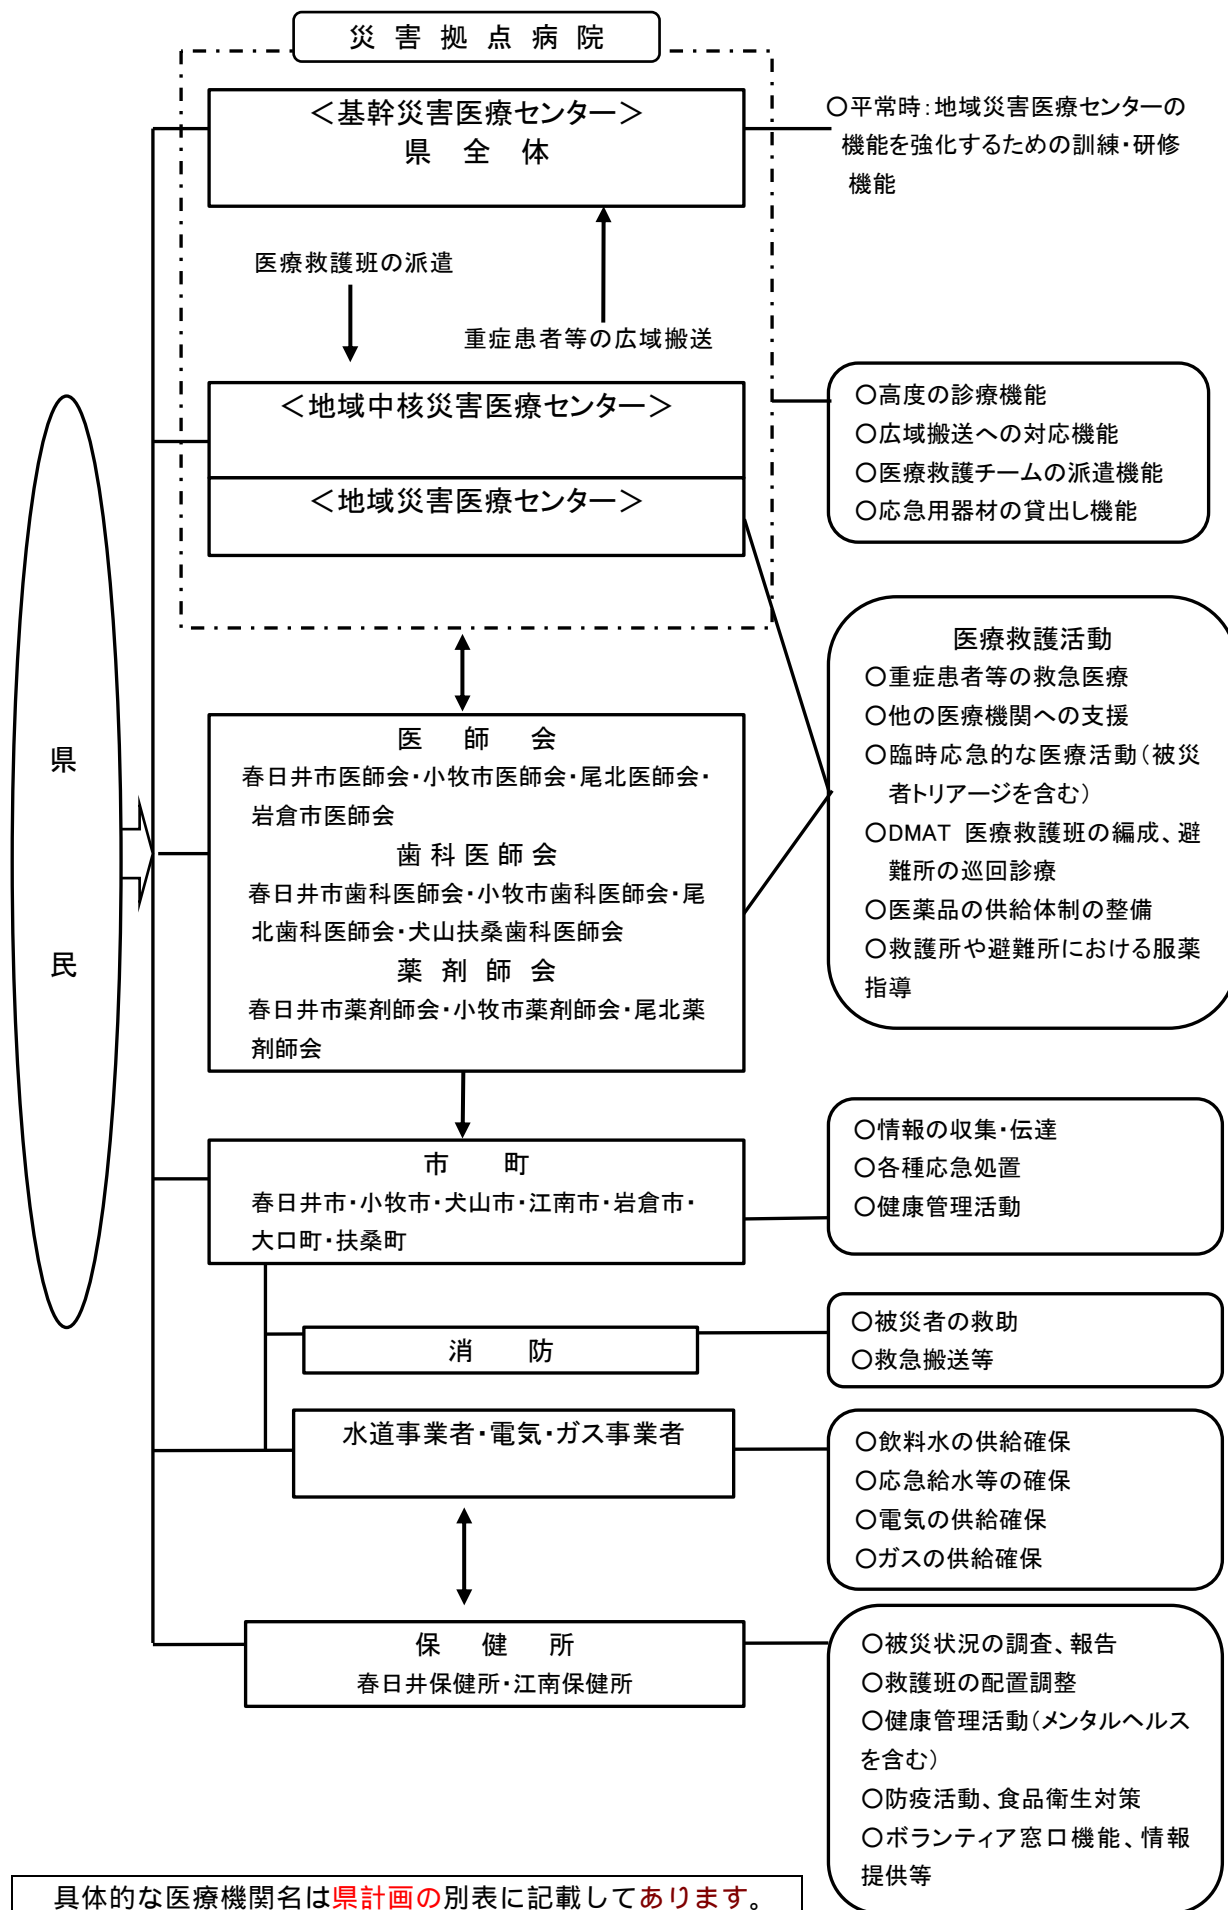 災害拠点病院
＜基幹災害医療センター＞
県全体
○平常時：地域災害医療センターの
機能を強化するための訓練・研修
機能
医療救護班の派遣
重症患者等の広域搬送
＜地域中核災害医療センター＞
＜地域災害医療センター＞
○高度の診療機能
○広域搬送への対応機能
○医療救護チームの派遣機能
○応急用器材の貸出し機能
医療救護活動
○重症患者等の救急医療
○他の医療機関への支援
○臨時応急的な医療活動（被災
者トリアージを含む）
○DMAT 医療救護班の編成、避
難所の巡回診療
○医薬品の供給体制の整備
○救護所や避難所における服薬
指導
県
民
医師会
春日井市医師会・小牧市医師会・尾北医師会・
岩倉市医師会
歯科医師会
春日井市歯科医師会・小牧市歯科医師会・尾
北歯科医師会・犬山扶桑歯科医師会
薬剤師会
春日井市薬剤師会・小牧市薬剤師会・尾北薬
剤師会
市町
春日井市・小牧市・犬山市・江南市・岩倉市・
大口町・扶桑町
○情報の収集・伝達
○各種応急処置
○健康管理活動
消防
○被災者の救助
○救急搬送等
水道事業者・電気・ガス事業者
○飲料水の供給確保
○応急給水等の確保
○電気の供給確保
○ガスの供給確保
保健所
春日井保健所・江南保健所
○被災状況の調査、報告
○救護班の配置調整
○健康管理活動（メンタルヘルス
を含む）
○防疫活動、食品衛生対策
○ボランティア窓口機能、情報
提供等
具体的な医療機関名は県計画の別表に記載してあります。